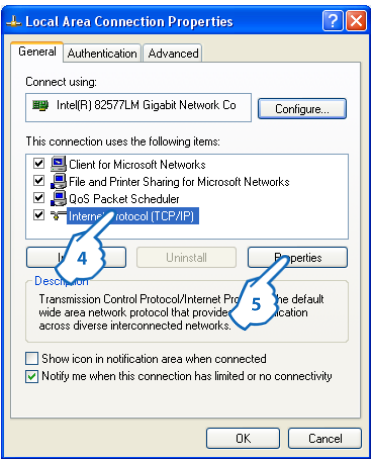 Local Area Connection Properties
General Authentication Advanced
Connect using:
Intel(R) 82577LM Gigabit Network Co
Configure...
This connection uses the following items:
Client for Microsoft Networks
File and Printer Sharing for Microsoft Networks
QoS Packet Scheduler
Internet Protocol (TCP/IP)
4
Uninstall
Properties
5
Description
Transmission Control Protocol/Internet the default
wide area network protocol that
across diverse interconnected networks.
Show icon in notification area when connected
Notify me when this connection has limited or no connectivity
OK Cancel